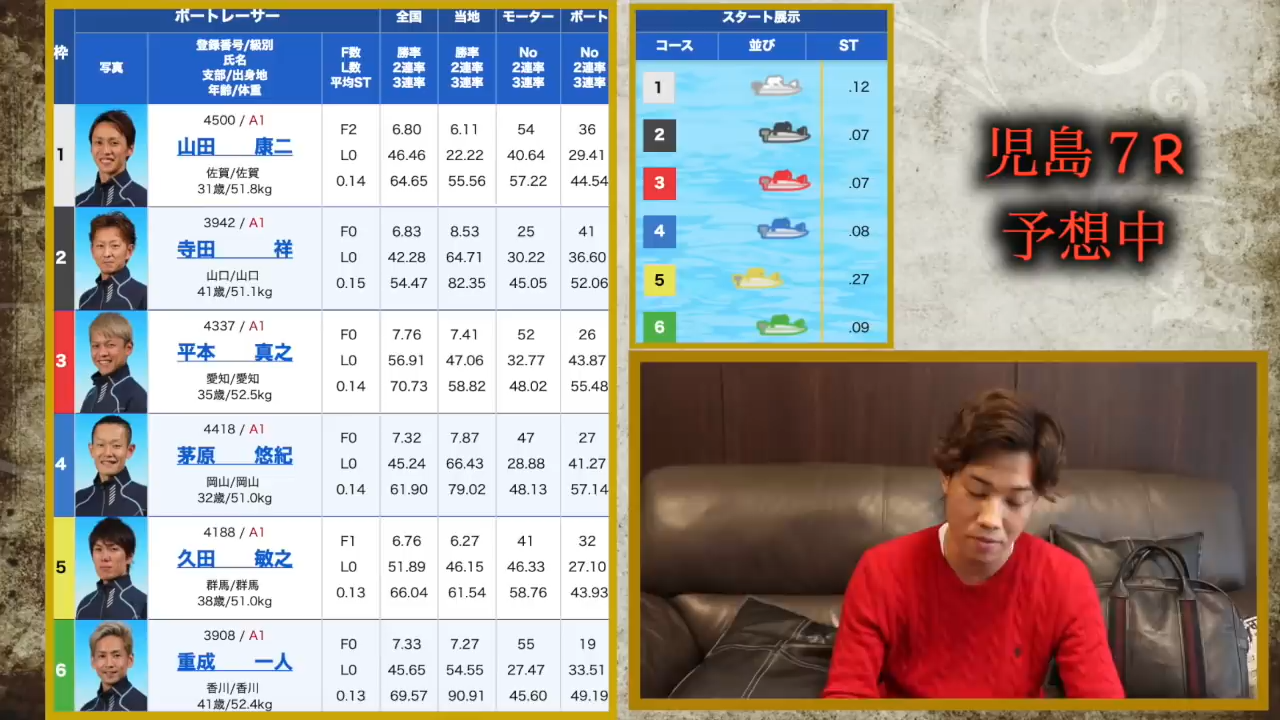 ボートレーサー 全国 当地 モーター ボート
枠 写真 登録番号/級別 氏名 支部/出身地 年齢/体重 F数 L数 平均ST 勝率 2連率 3連率 勝率 2連率 3連率 No 2連率 3連率 No 2連率 3連率
1
4500 / A1
山田 康二
佐賀/佐賀
31歳/51.8kg
F2 6.80 6.11 54 36
L0 46.46 22.22 40.64 29.41
0.14 64.65 55.56 57.22 44.54
2
3942 / A1
寺田 祥
山口/山口
41歳/51.1kg
F0 6.83 8.53 25 41
L0 42.28 64.71 30.22 36.60
0.15 54.47 82.35 45.05 52.06
3
4337 / A1
平本 真之
愛知/愛知
35歳/52.5kg
F0 7.76 7.41 52 26
L0 56.91 47.06 32.77 43.87
0.14 70.73 58.82 48.02 55.48
4
4418 / A1
茅原 悠紀
岡山/岡山
32歳/51.0kg
F0 7.32 7.87 47 27
L0 45.24 66.43 28.88 41.27
0.14 61.90 79.02 48.13 57.14
5
4188 / A1
久田 敏之
群馬/群馬
38歳/51.0kg
F1 6.76 6.27 41 32
L0 51.89 46.15 46.33 27.10
0.13 66.04 61.54 58.76 43.93
6
3908 / A1
重成 一人
香川/香川
41歳/52.4kg
F0 7.33 7.27 55 19
L0 45.65 54.55 27.47 33.51
0.13 69.57 90.91 45.60 49.19
スタート展示
コース 並び ST
1 .12
2 .07
3 .07
4 .08
5 .27
6 .09
児島７R
予想中